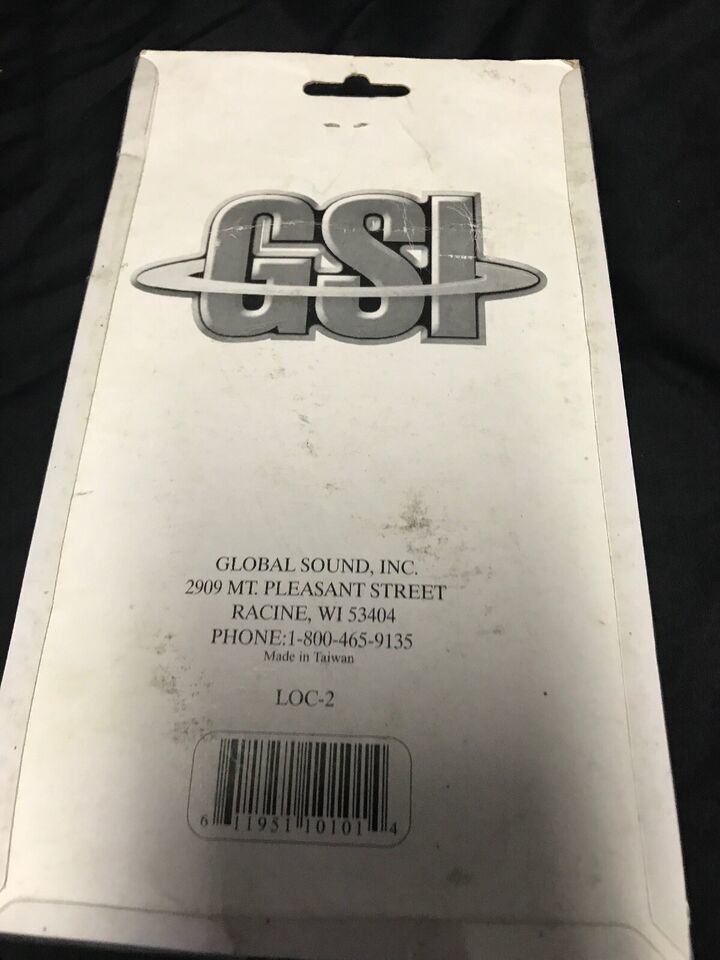 GSI
GLOBAL SOUND, INC.
2909 MT. PLEASANT STREET
RACINE, WI 53404
PHONE:1-800-465-9135
Made in Taiwan
LOC-2
6 11951 10101 4